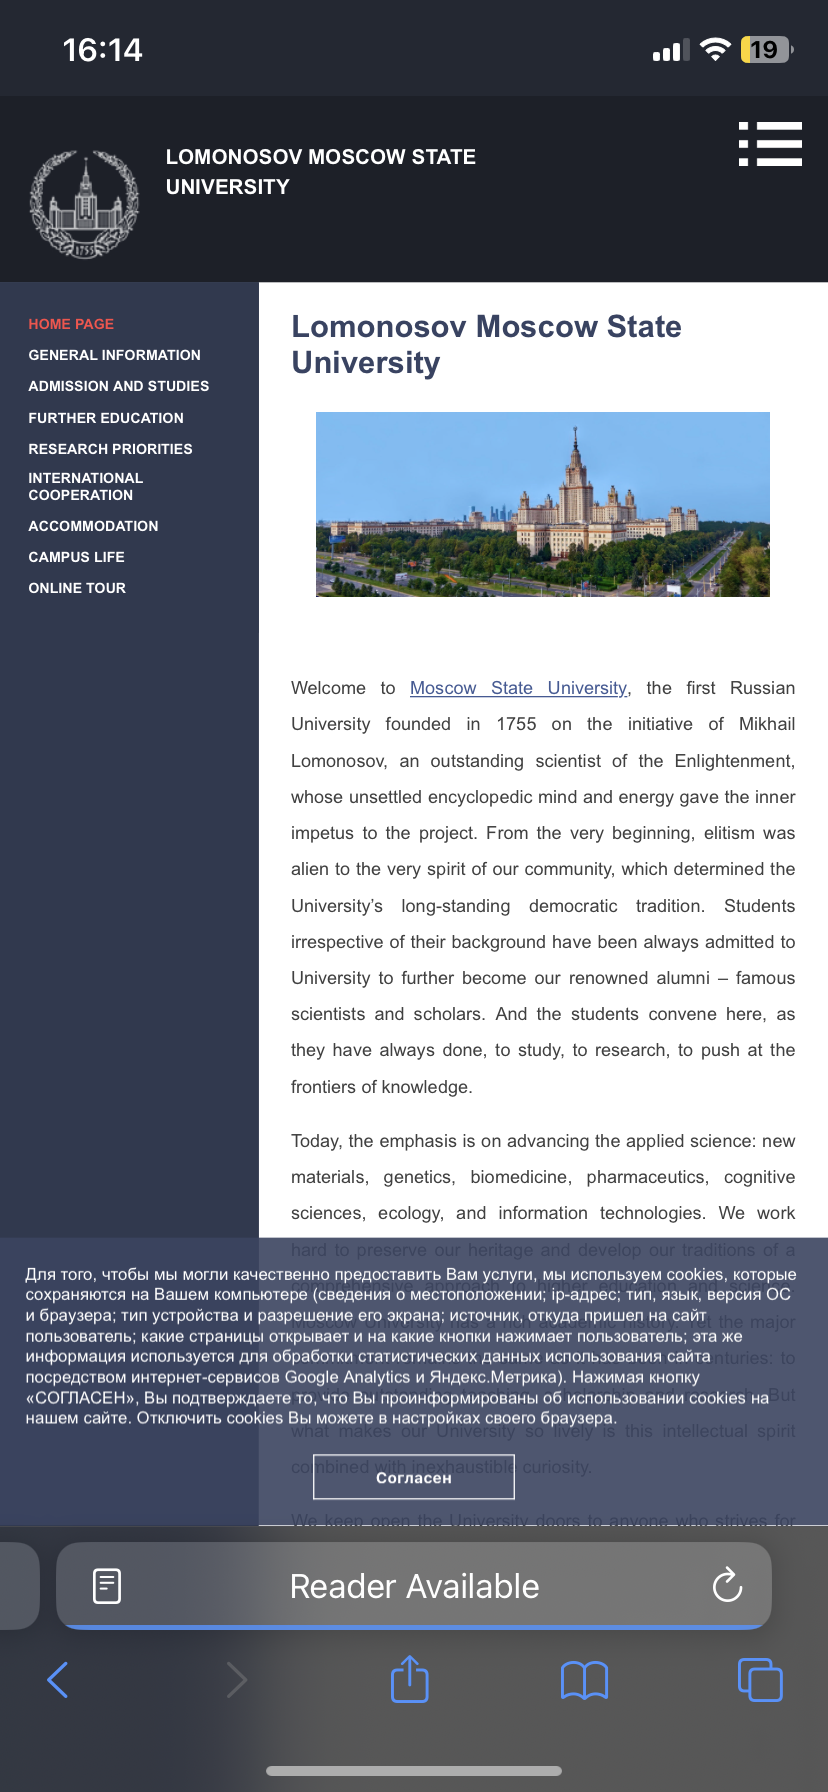 16:14
19
LOMONOSOV MOSCOW STATE
UNIVERSITY
1755
HOME PAGE
GENERAL INFORMATION
ADMISSION AND STUDIES
FURTHER EDUCATION
RESEARCH PRIORITIES
INTERNATIONAL
COOPERATION
ACCOMMODATION
CAMPUS LIFE
ONLINE TOUR
Lomonosov Moscow State
University
Welcome to Moscow State University, the first Russian
University founded in 1755 on the initiative of Mikhail
Lomonosov, an outstanding scientist of the Enlightenment,
whose unsettled encyclopedic mind and energy gave the inner
impetus to the project. From the very beginning, elitism was
alien to the very spirit of our community, which determined the
University’s long-standing democratic tradition. Students
irrespective of their background have been always admitted to
University to further become our renowned alumni – famous
scientists and scholars. And the students convene here, as
they have always done, to study, to research, to push at the
frontiers of knowledge.
Today, the emphasis is on advancing the applied science: new
materials, genetics, biomedicine, pharmaceutics, cognitive
sciences, ecology, and information technologies. We work
hard to preserve our heritage and develop our traditions of a
Для того, чтобы мы могли качественно предоставить Вам услуги, мы используем cookies, которые
сохраняются на Вашем компьютере (сведения о местоположении; ip-адрес; тип, язык, версия ОС
и браузера; тип устройства и разрешение его экрана; источник, откуда пришел на сайт
пользователь; какие страницы открывает и на какие кнопки нажимает пользователь; эта же
информация используется для обработки статистических данных использования сайта
посредством интернет-сервисов Google Analytics и Яндекс.Метрика). Нажимая кнопку
«СОГЛАСЕН», Вы подтверждаете то, что Вы проинформированы об использовании cookies на
нашем сайте. Отключить cookies Вы можете в настройках своего браузера.
what makes our University so lively is this intellectual spirit
combined with inexhaustible curiosity.
Согласен
We keep open the University doors to anyone who strives for
Reader Available